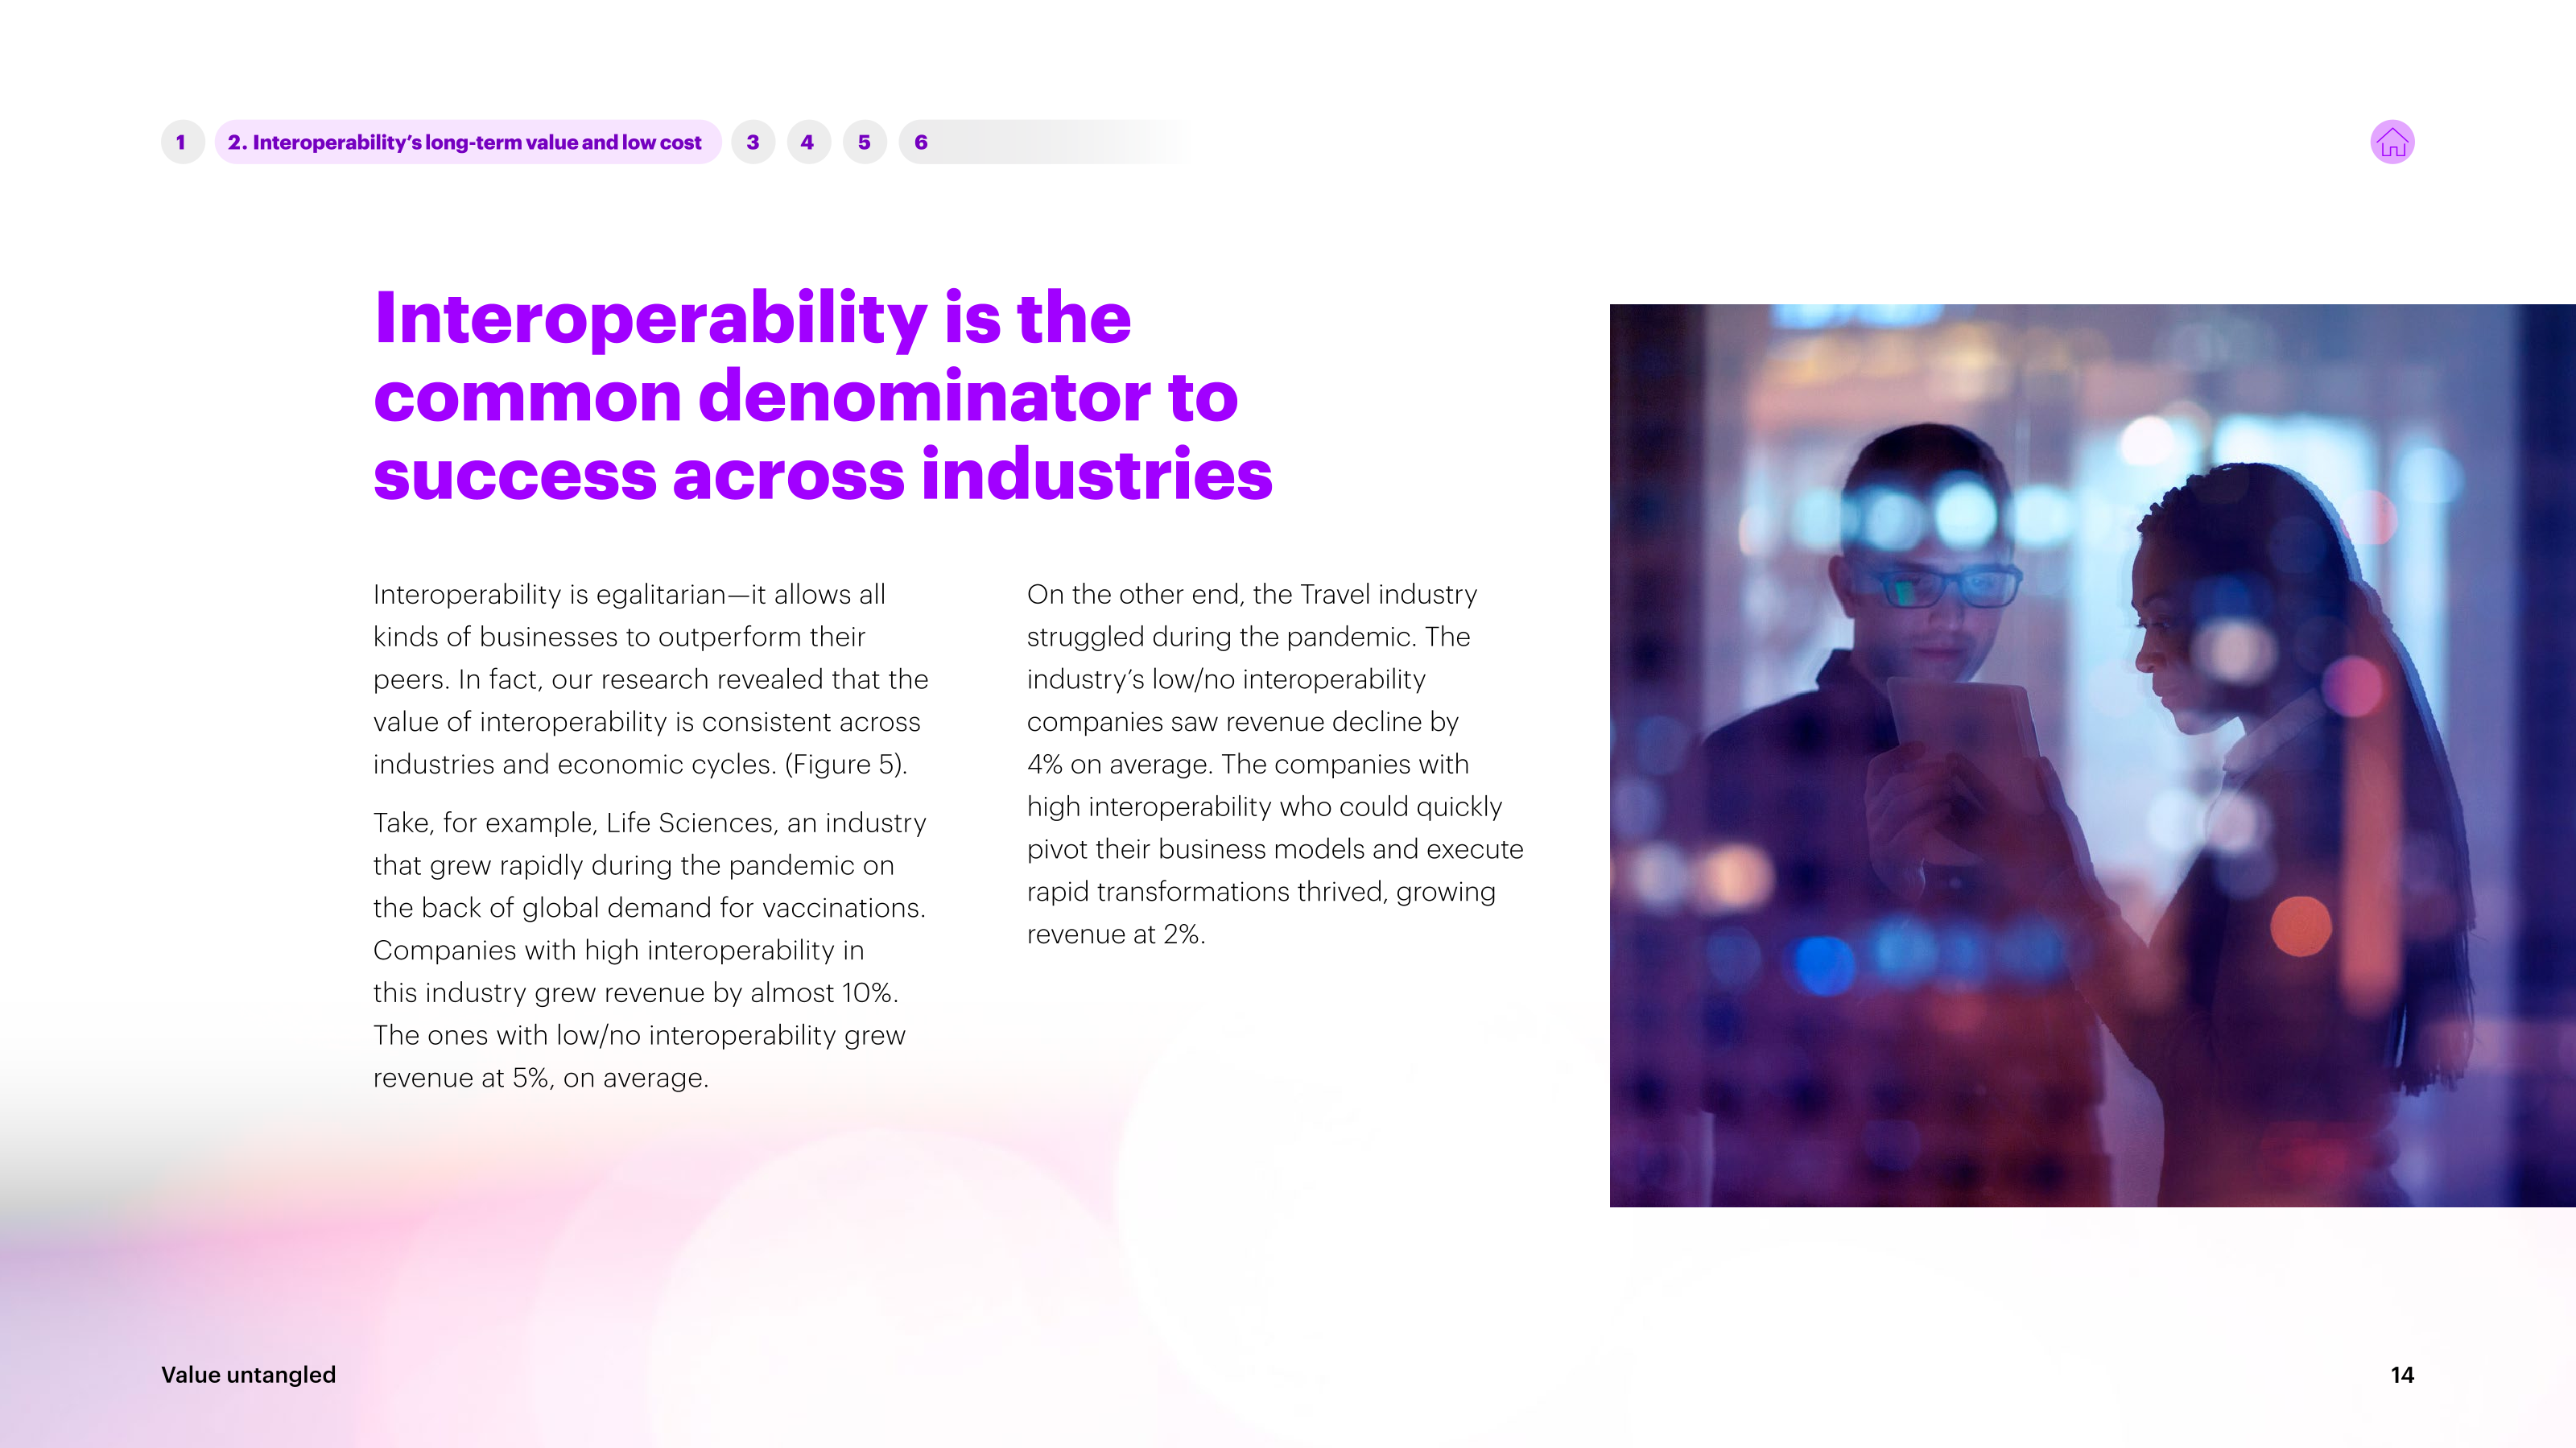 1
2. Interoperability’s long-term value and low cost
3
4
5
6
Interoperability is the
common denominator to
success across industries
Interoperability is egalitarian—it allows all
kinds of businesses to outperform their
peers. In fact, our research revealed that the
value of interoperability is consistent across
industries and economic cycles. (Figure 5).
Take, for example, Life Sciences, an industry
that grew rapidly during the pandemic on
the back of global demand for vaccinations.
Companies with high interoperability in
this industry grew revenue by almost 10%.
The ones with low/no interoperability grew
revenue at 5%, on average.
On the other end, the Travel industry
struggled during the pandemic. The
industry’s low/no interoperability
companies saw revenue decline by
4% on average. The companies with
high interoperability who could quickly
pivot their business models and execute
rapid transformations thrived, growing
revenue at 2%.
Value untangled
14